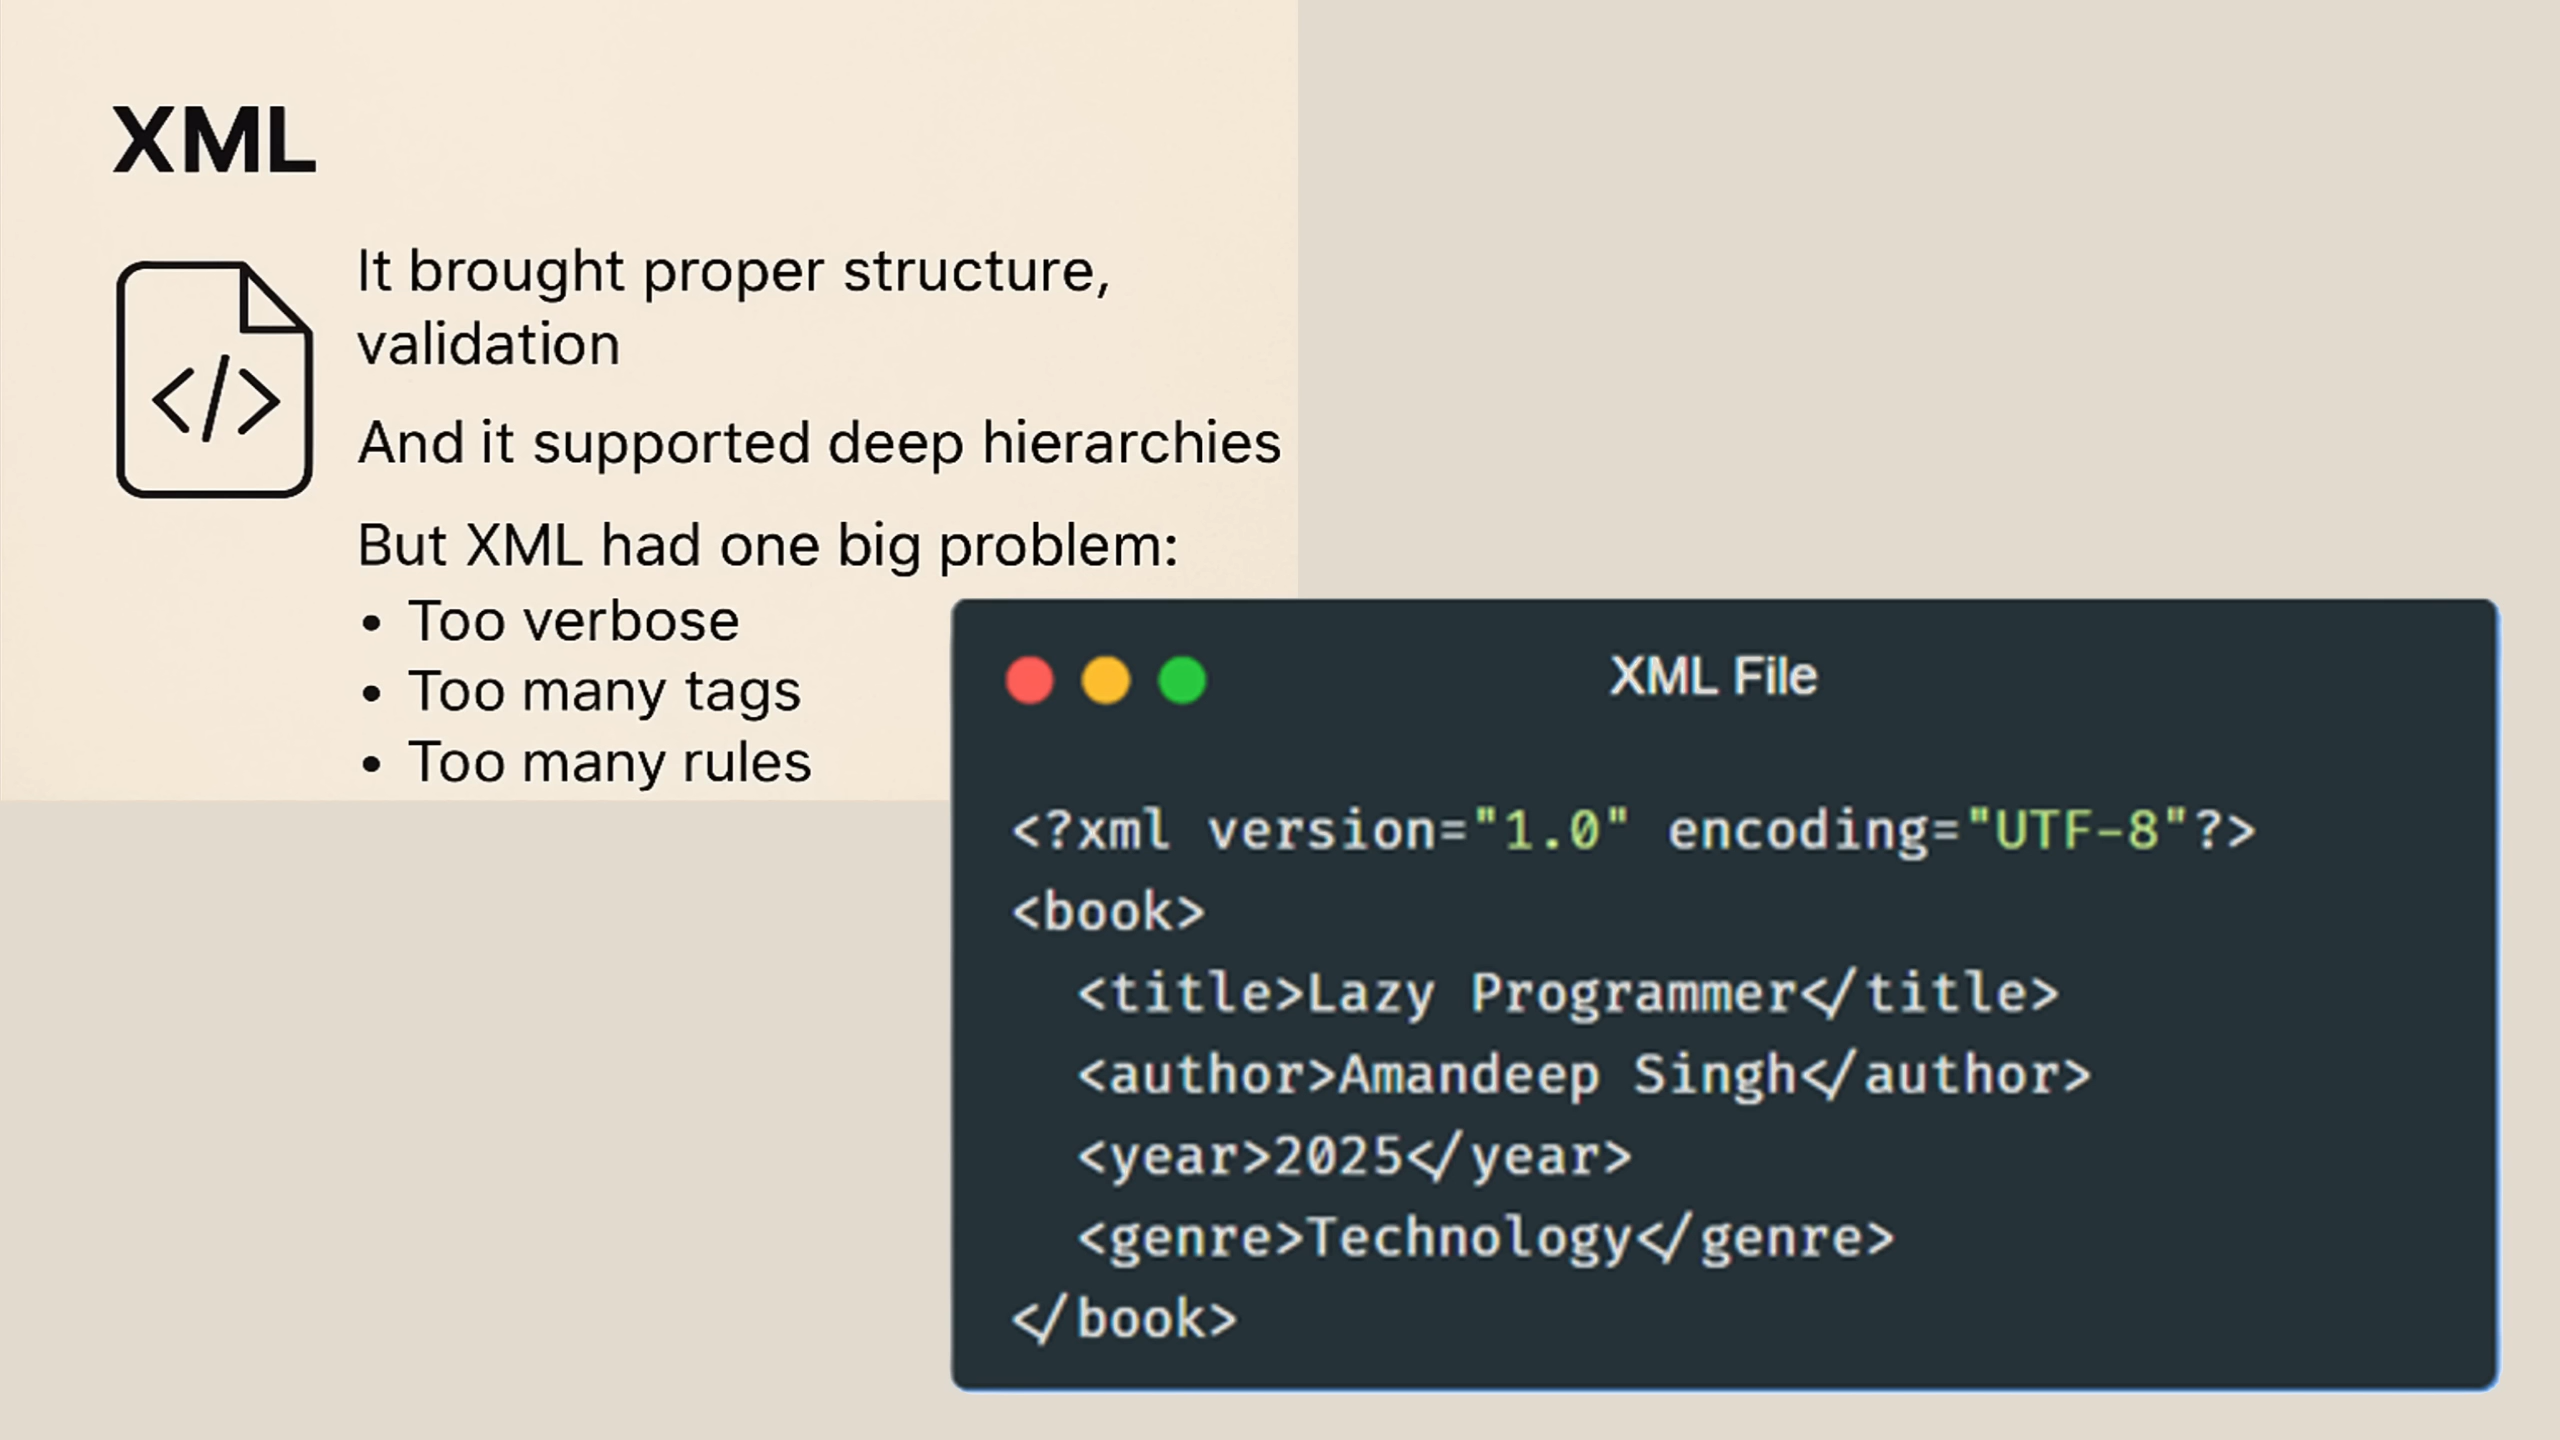 XML
</>
It brought proper structure,
validation
And it supported deep hierarchies
But XML had one big problem:
• Too verbose
• Too many tags
• Too many rules
XML File
<?xml version="1.0" encoding="UTF-8"?>
<book>
  <title>Lazy Programmer</title>
  <author>Amandeep Singh</author>
  <year>2025</year>
  <genre>Technology</genre>
</book>